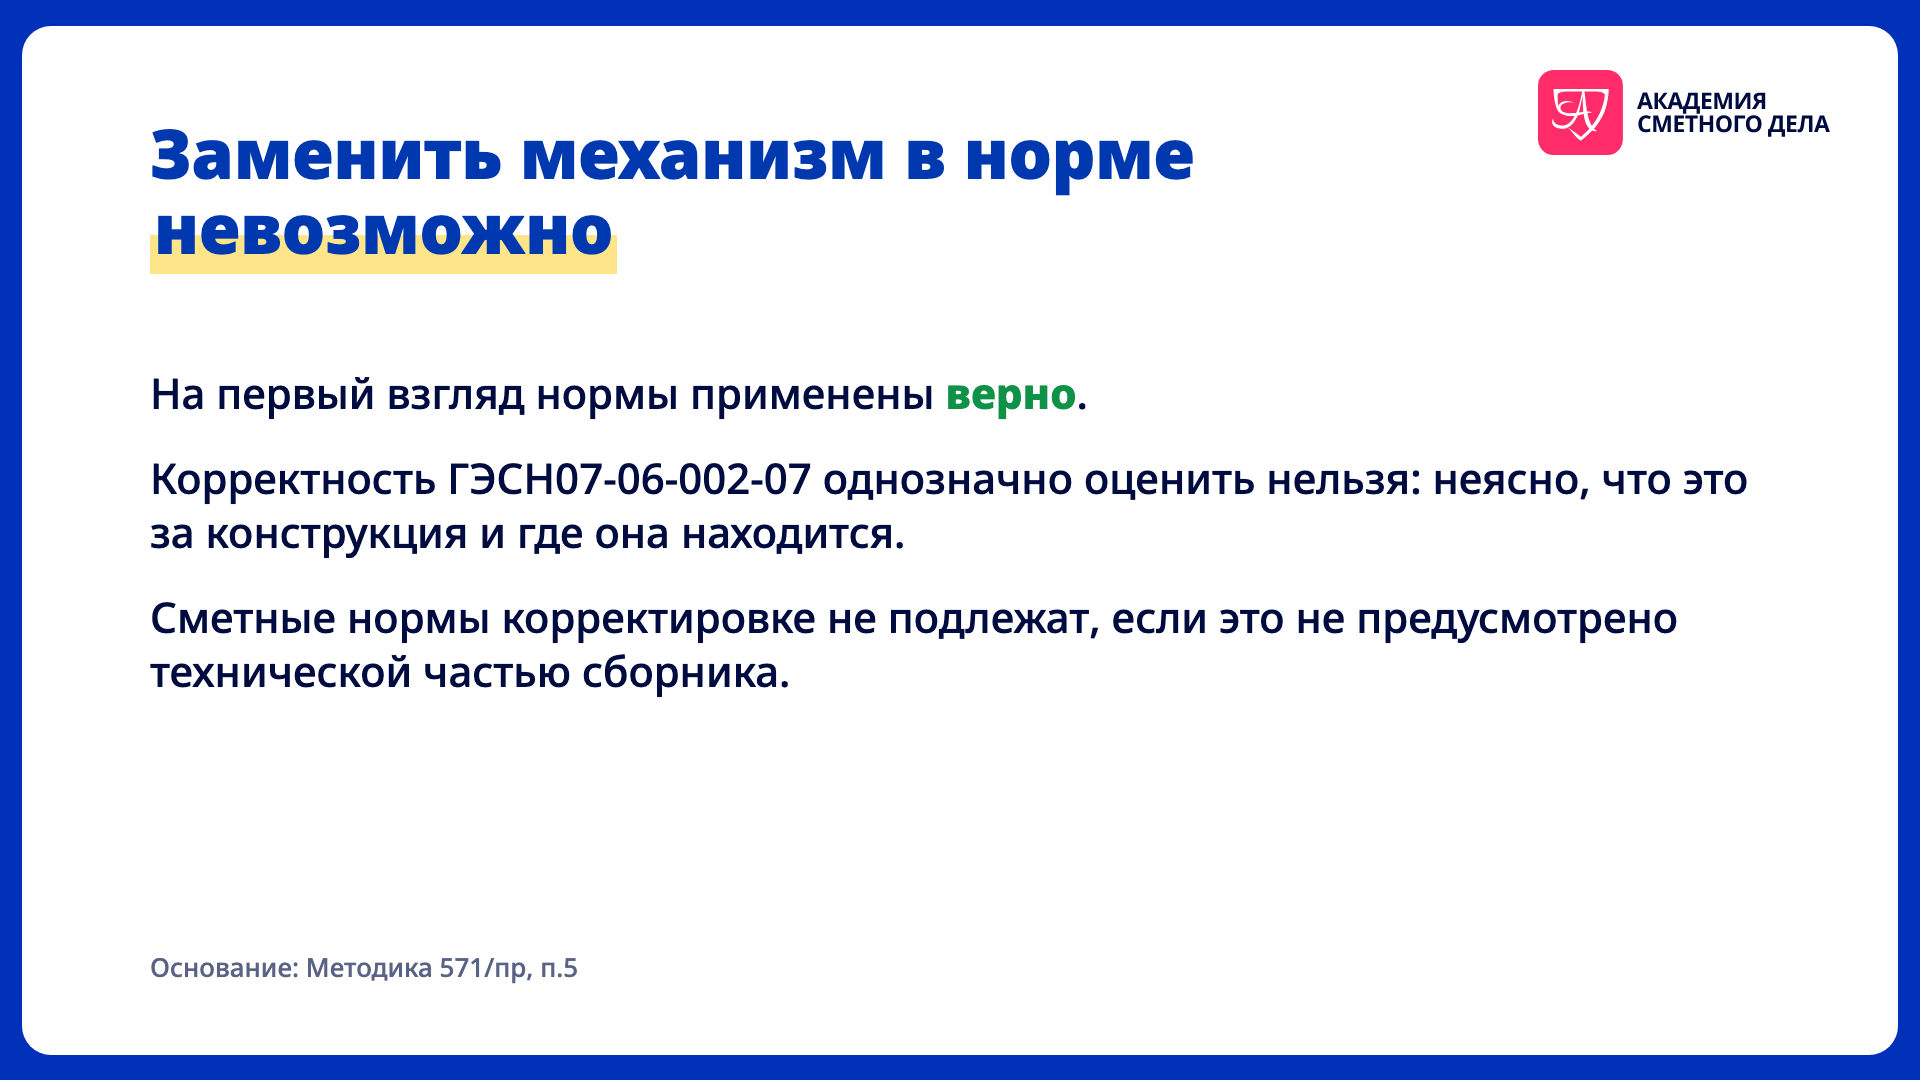 АКАДЕМИЯ
СМЕТНОГО ДЕЛА
Заменить механизм в норме
невозможно
На первый взгляд нормы применены верно.
Корректность ГЭСН07-06-002-07 однозначно оценить нельзя: неясно, что это
за конструкция и где она находится.
Сметные нормы корректировке не подлежат, если это не предусмотрено
технической частью сборника.
Основание: Методика 571/пр, п.5